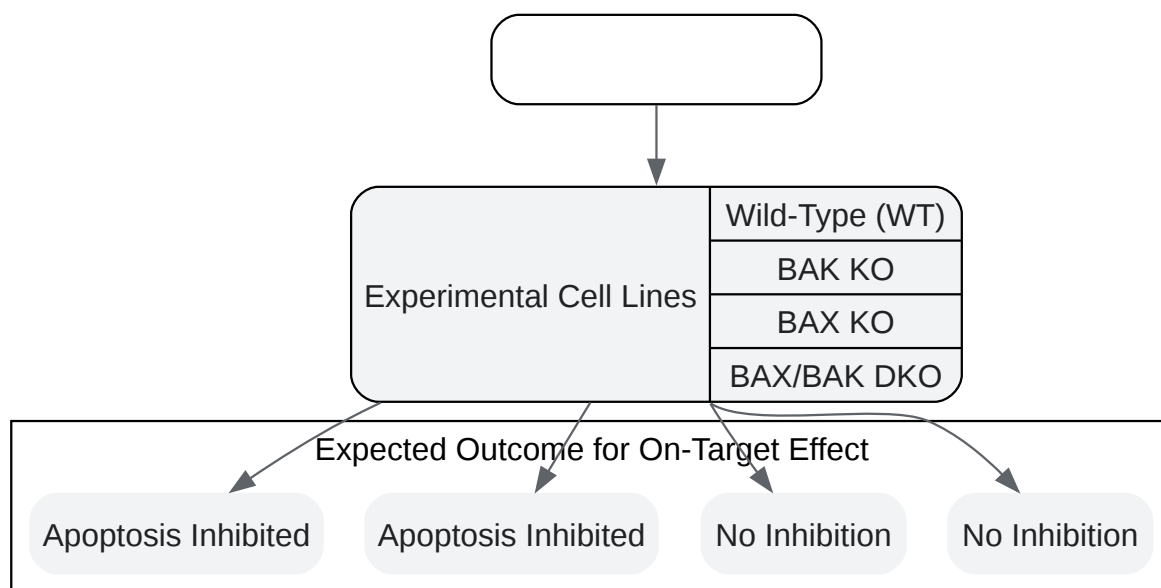 Experimental Cell Lines
Wild-Type (WT)
BAK KO
BAX KO
BAX/BAK DKO
Expected Outcome for On-Target Effect
Apoptosis Inhibited
Apoptosis Inhibited
No Inhibition
No Inhibition